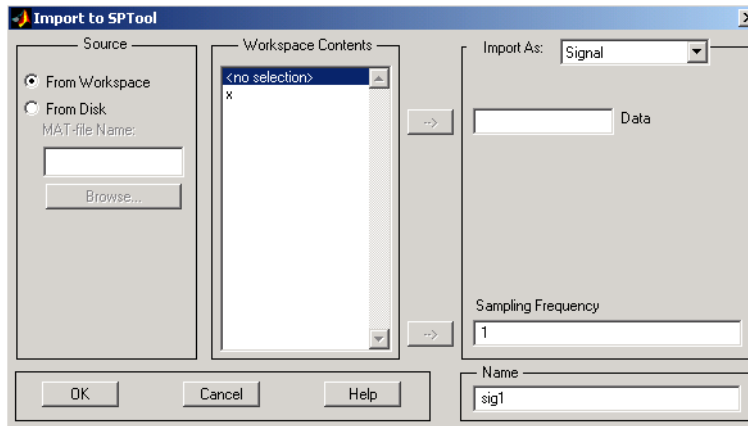 Import to SPTool
Source
From Workspace
From Disk
MAT-file Name:
Browse...
Workspace Contents
<no selection>
x
-->
-->
Import As:
Signal
Data
Sampling Frequency
1
OK
Cancel
Help
Name
sig1